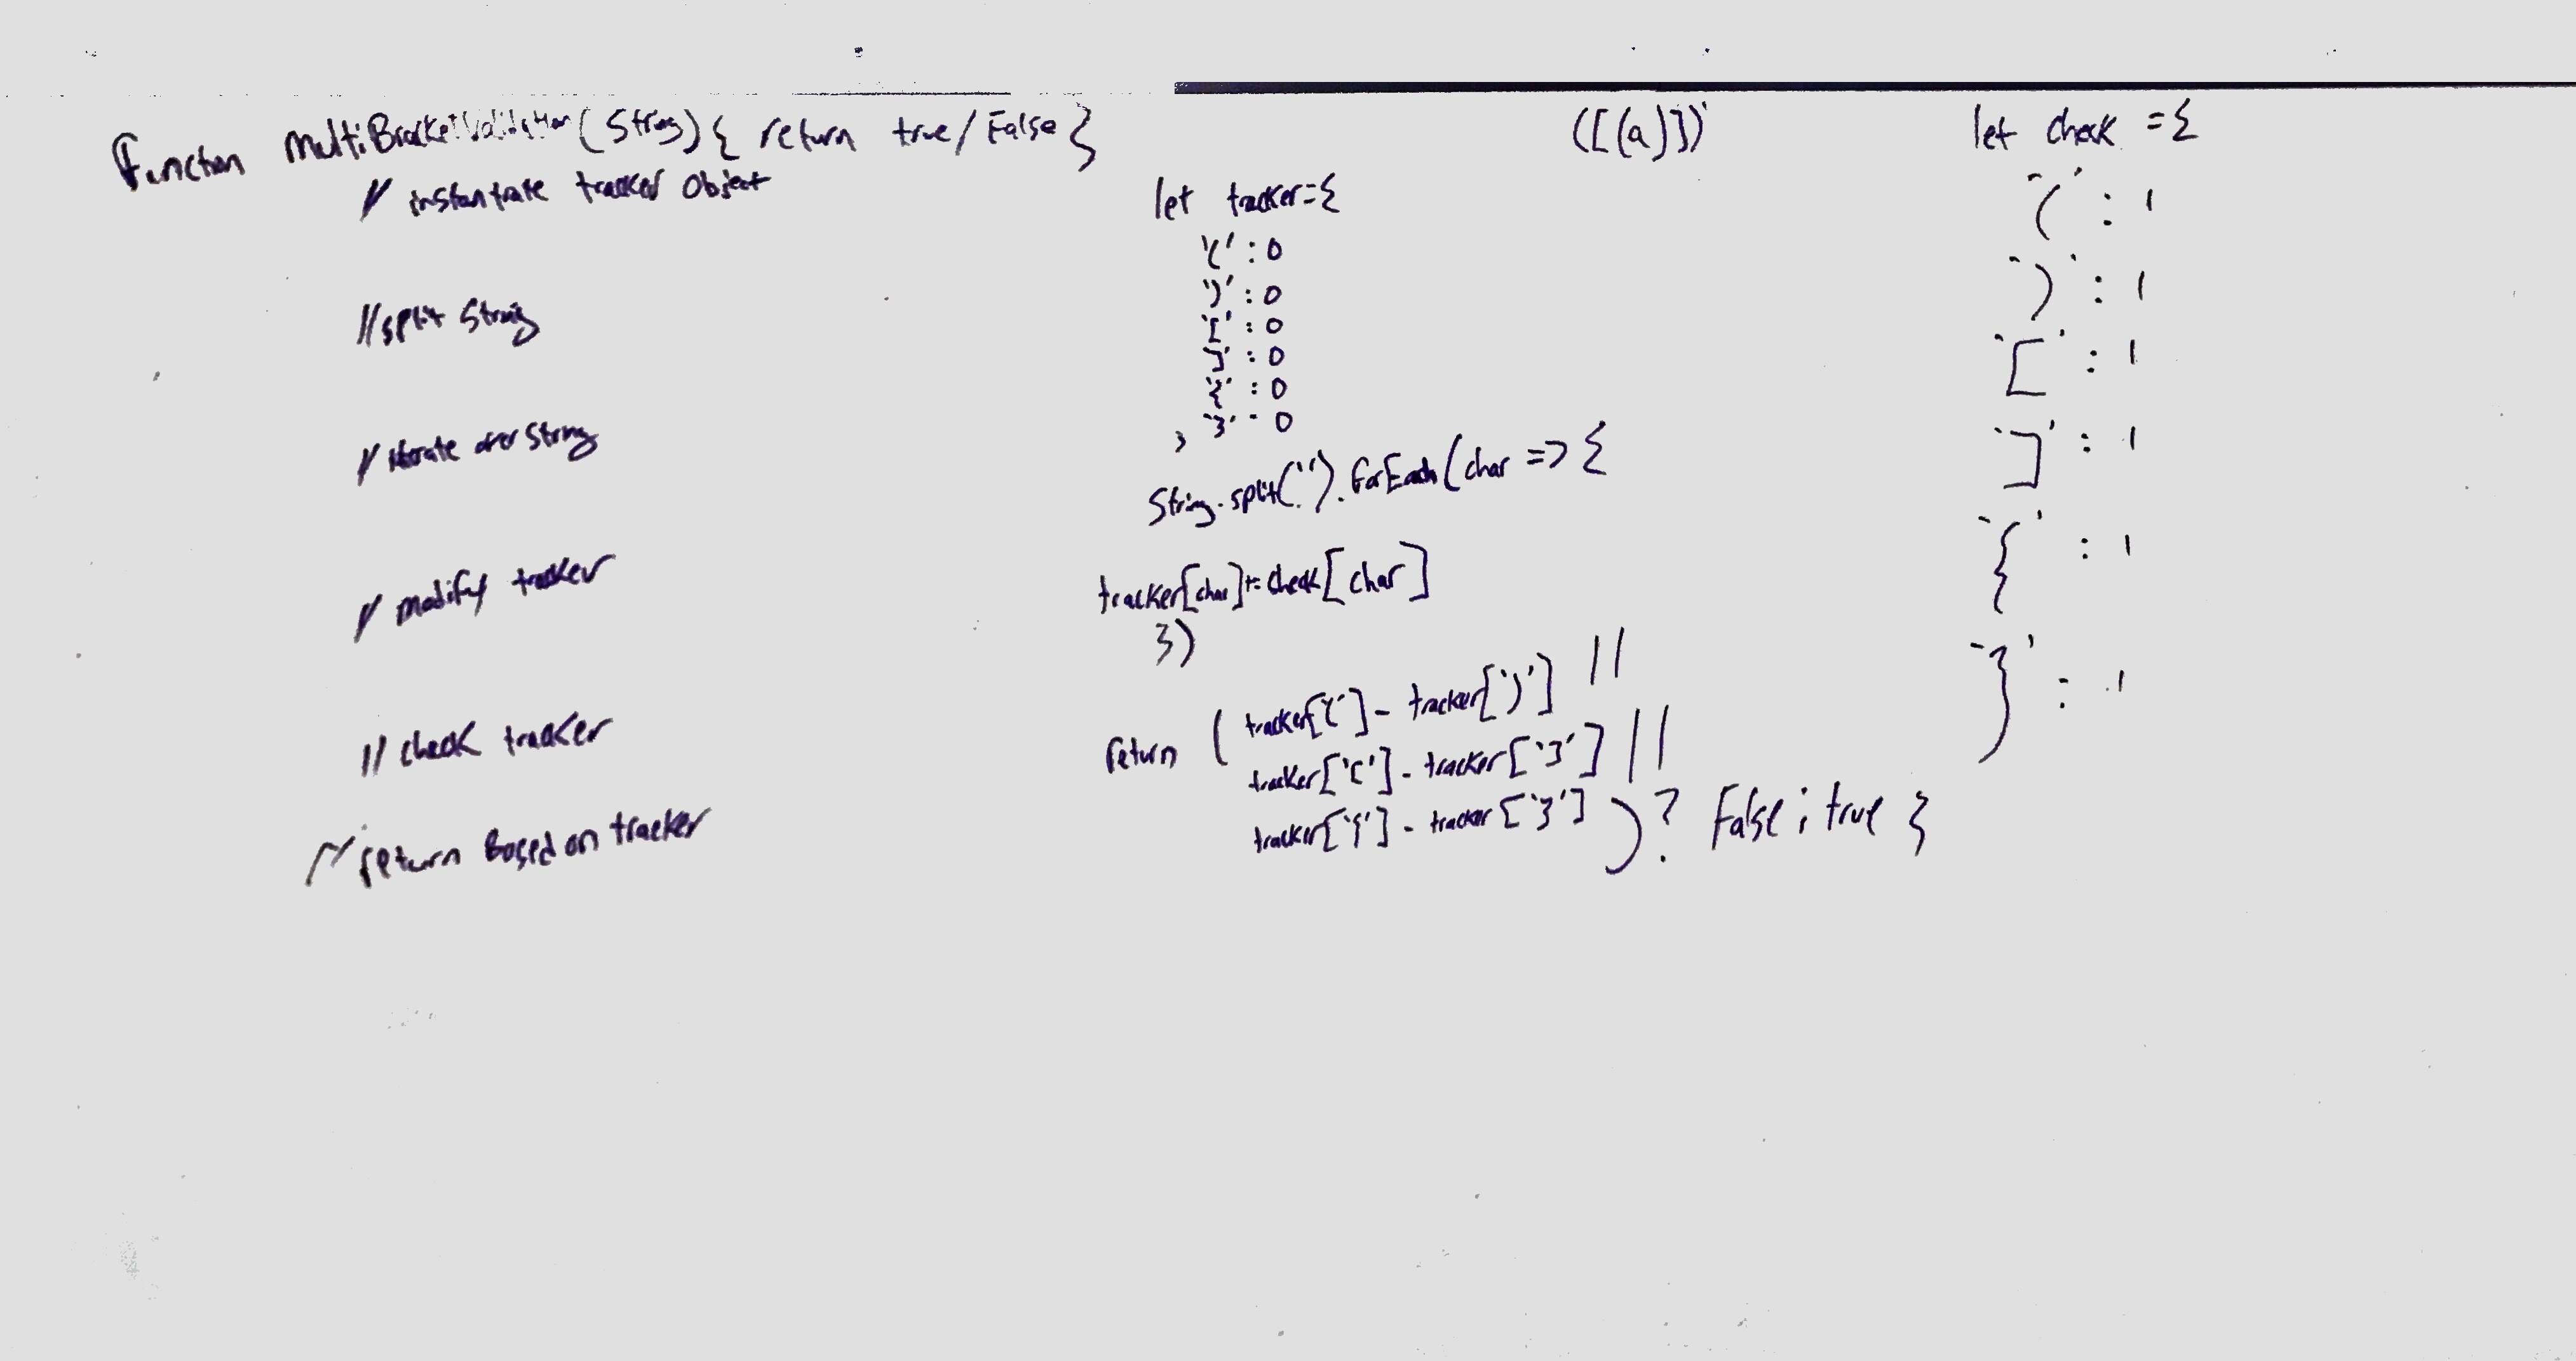 function multiBracketValidation(String){ return true/False }
// instantiate tracker Object
//split String
// iterate over String
// modify tracker
// check tracker
// return Based on tracker
([(a)])'
let tracker={
'(' : 0
')' : 0
'[' : 0
']' : 0
'{' : 0
'}' : 0
}
String.split('').forEach(char => {
tracker[char]+=check[char]
})
return ( tracker['('] - tracker[')'] ||
tracker['['] - tracker[']'] ||
tracker['{'] - tracker['}'] ) ? False ; true }
let check ={
'(' : 1
')' : 1
'[' : 1
']' : 1
'{' : 1
'}' : 1